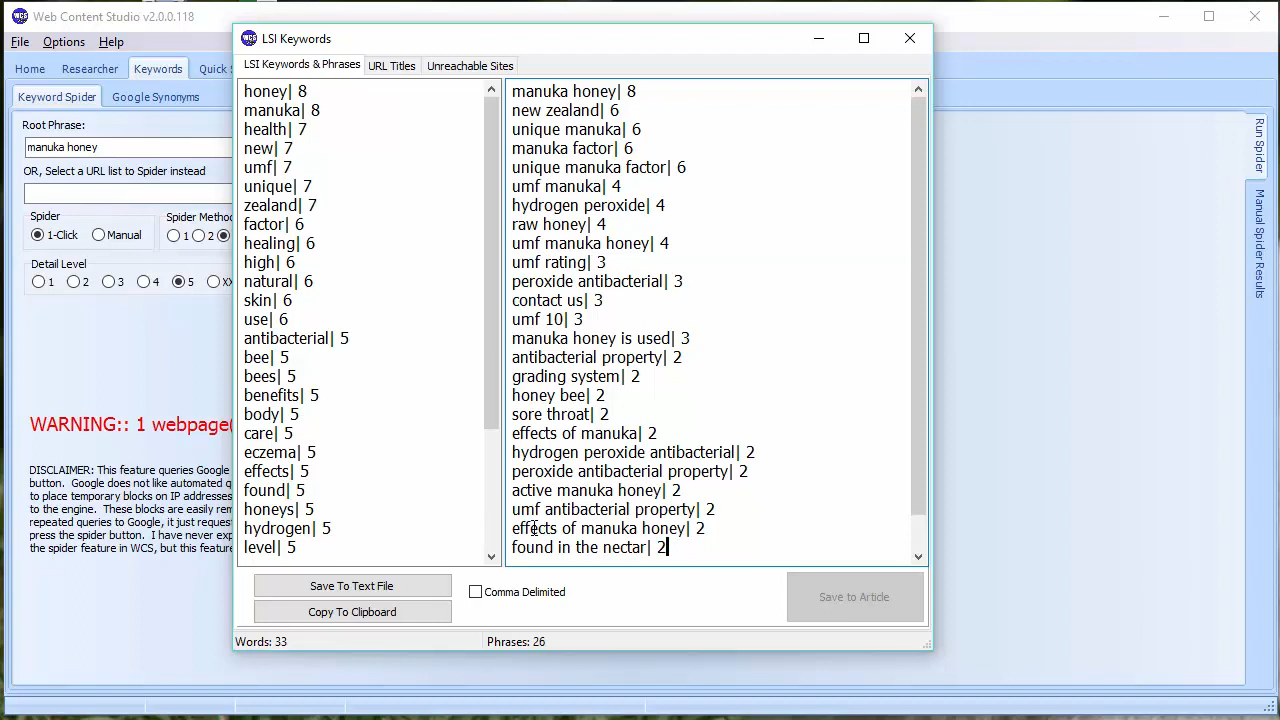 Web Content Studio v2.0.0.118
File Options Help
Home Researcher Keywords Quick S
Keyword Spider Google Synonyms
Root Phrase:
manuka honey
OR, Select a URL list to Spider instead
Spider
1-Click Manual
Spider Metho
1 2
Detail Level
1 2 3 4 5 XX
WARNING:: 1 webpage(
DISCLAIMER: This feature queries Google
button. Google does not like automated q
to place temporary blocks on IP addresses
to the engine. These blocks are easily rem
repeated queries to Google, it just request
press the spider button. I have never exp
the spider feature in WCS, but this feature
LSI Keywords
LSI Keywords & Phrases URL Titles Unreachable Sites
honey| 8
manuka| 8
health| 7
new| 7
umf| 7
unique| 7
zealand| 7
factor| 6
healing| 6
high| 6
natural| 6
skin| 6
use| 6
antibacterial| 5
bee| 5
bees| 5
benefits| 5
body| 5
care| 5
eczema| 5
effects| 5
found| 5
honeys| 5
hydrogen| 5
level| 5
manuka honey| 8
new zealand| 6
unique manuka| 6
manuka factor| 6
unique manuka factor| 6
umf manuka| 4
hydrogen peroxide| 4
raw honey| 4
umf manuka honey| 4
umf rating| 3
peroxide antibacterial| 3
contact us| 3
umf 10| 3
manuka honey is used| 3
antibacterial property| 2
grading system| 2
honey bee| 2
sore throat| 2
effects of manuka| 2
hydrogen peroxide antibacterial| 2
peroxide antibacterial property| 2
active manuka honey| 2
umf antibacterial property| 2
effects of manuka honey| 2
found in the nectar| 2
Save To Text File
Copy To Clipboard
Comma Delimited
Save to Article
Words: 33 Phrases: 26
Run Spider
Manual Spider Results